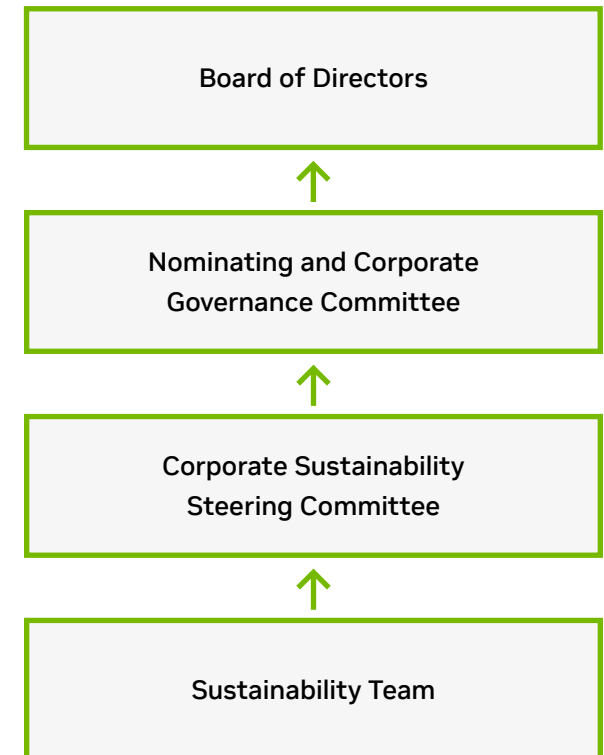 Board of Directors
Nominating and Corporate
Governance Committee
Corporate Sustainability
Steering Committee
Sustainability Team